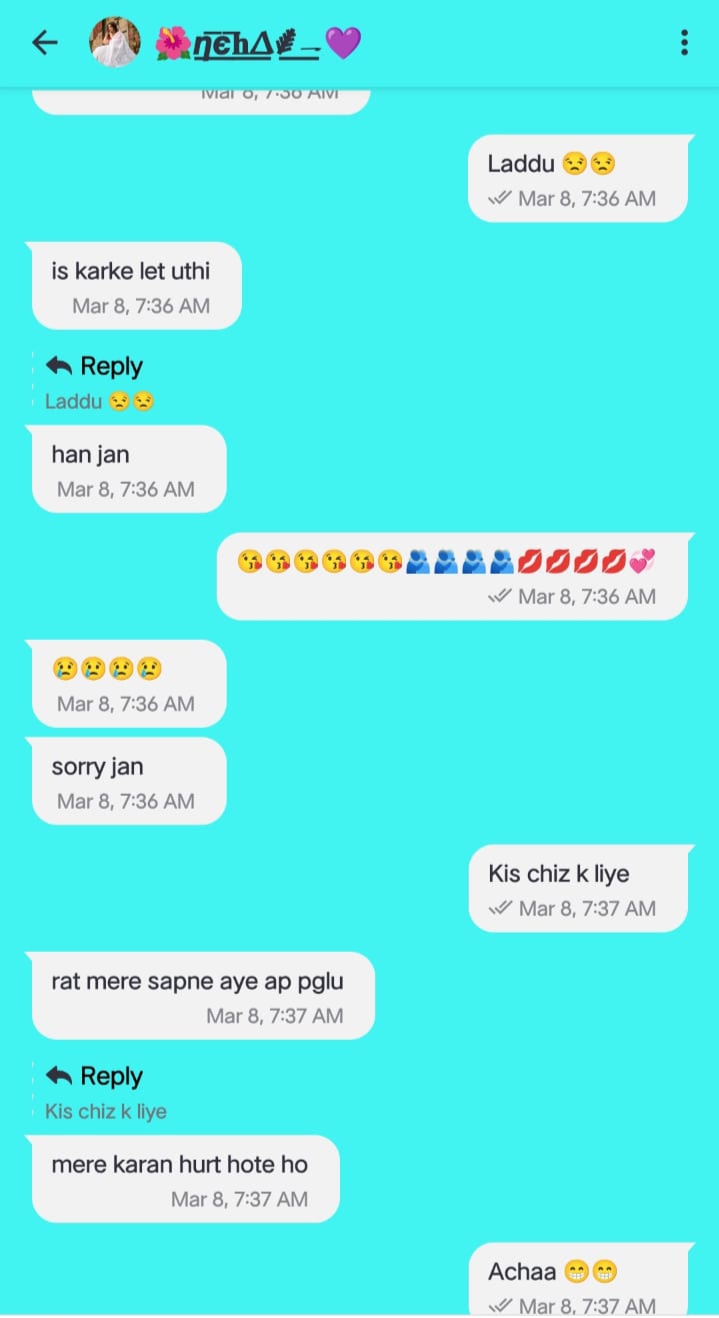 🌺ηєhΔ🌿_→💜
Mar 8, 7:36 AM
Laddu 😒😒
Mar 8, 7:36 AM
is karke let uthi
Mar 8, 7:36 AM
Reply
Laddu 😒😒
han jan
Mar 8, 7:36 AM
😘😘😘😘😘😘🫂🫂🫂🫂💋💋💋💋💞
Mar 8, 7:36 AM
😢😢😢😢
Mar 8, 7:36 AM
sorry jan
Mar 8, 7:36 AM
Kis chiz k liye
Mar 8, 7:37 AM
rat mere sapne aye ap pglu
Mar 8, 7:37 AM
Reply
Kis chiz k liye
mere karan hurt hote ho
Mar 8, 7:37 AM
Achaa 😁😁
Mar 8, 7:37 AM